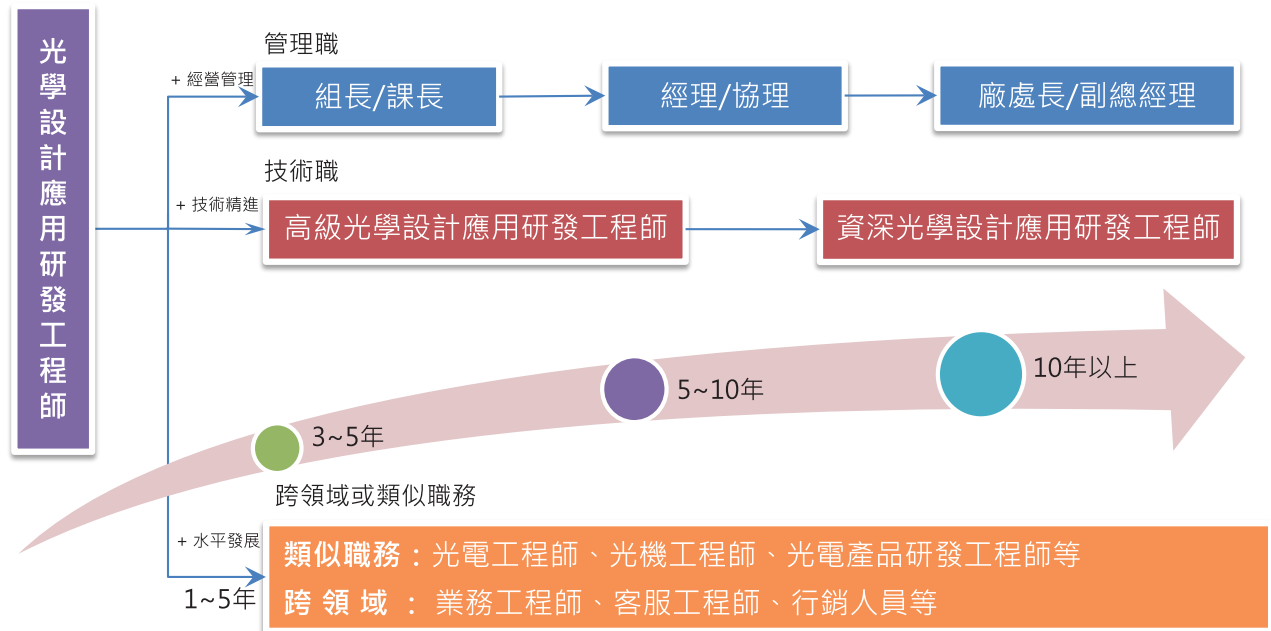 光學設計應用研發工程師
管理職
+ 經營管理
組長/課長
經理/協理
廠處長/副總經理
技術職
+ 技術精進
高級光學設計應用研發工程師
資深光學設計應用研發工程師
10年以上
5~10年
3~5年
跨領域或類似職務
+ 水平發展
1~5年
類似職務：光電工程師、光機工程師、光電產品研發工程師等
跨 領 域 ： 業務工程師、客服工程師、行銷人員等